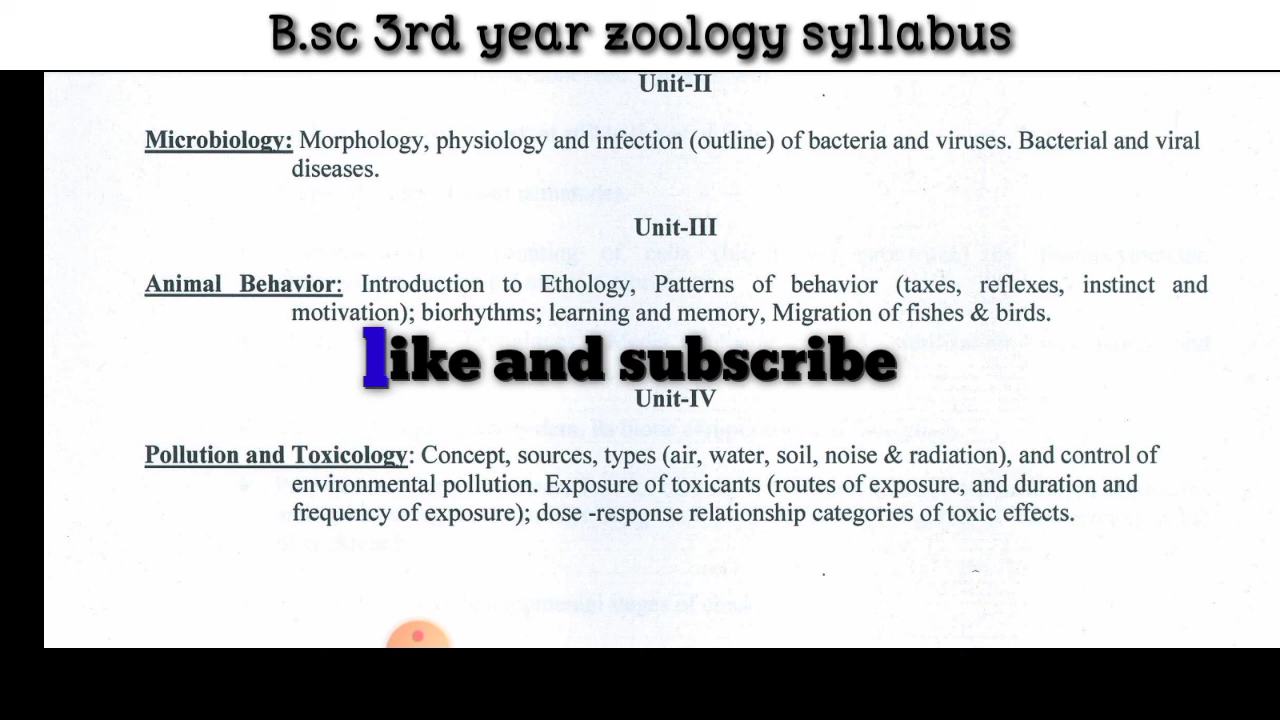 B.sc 3rd year zoology syllabus
Unit-II
Microbiology: Morphology, physiology and infection (outline) of bacteria and viruses. Bacterial and viral
diseases.
Unit-III
Animal Behavior: Introduction to Ethology, Patterns of behavior (taxes, reflexes, instinct and
motivation); biorhythms; learning and memory, Migration of fishes & birds.
like and subscribe
Unit-IV
Pollution and Toxicology: Concept, sources, types (air, water, soil, noise & radiation), and control of
environmental pollution. Exposure of toxicants (routes of exposure, and duration and
frequency of exposure); dose -response relationship categories of toxic effects.